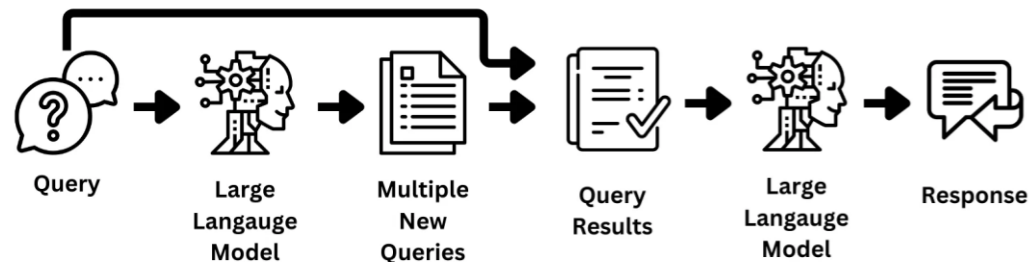 Query
Large
Langauge
Model
Multiple
New
Queries
Query
Results
Large
Langauge
Model
Response